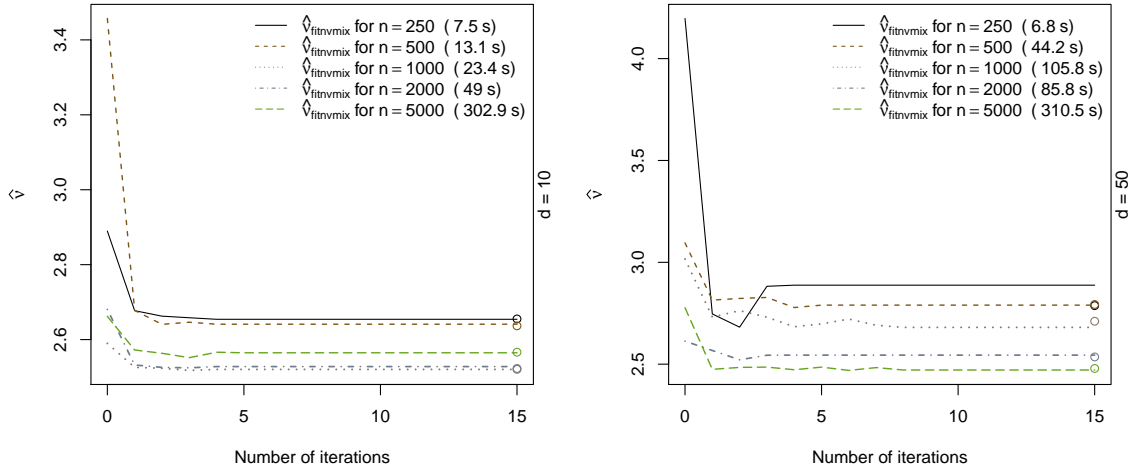 ν̂fitnvmix for n = 250 ( 7.5 s)
ν̂fitnvmix for n = 500 ( 13.1 s)
ν̂fitnvmix for n = 1000 ( 23.4 s)
ν̂fitnvmix for n = 2000 ( 49 s)
ν̂fitnvmix for n = 5000 ( 302.9 s)
3.4
3.2
3.0
2.8
2.6
ν̂
0 5 10 15
Number of iterations
d = 10
ν̂fitnvmix for n = 250 ( 6.8 s)
ν̂fitnvmix for n = 500 ( 44.2 s)
ν̂fitnvmix for n = 1000 ( 105.8 s)
ν̂fitnvmix for n = 2000 ( 85.8 s)
ν̂fitnvmix for n = 5000 ( 310.5 s)
4.0
3.5
3.0
2.5
ν̂
0 5 10 15
Number of iterations
d = 50